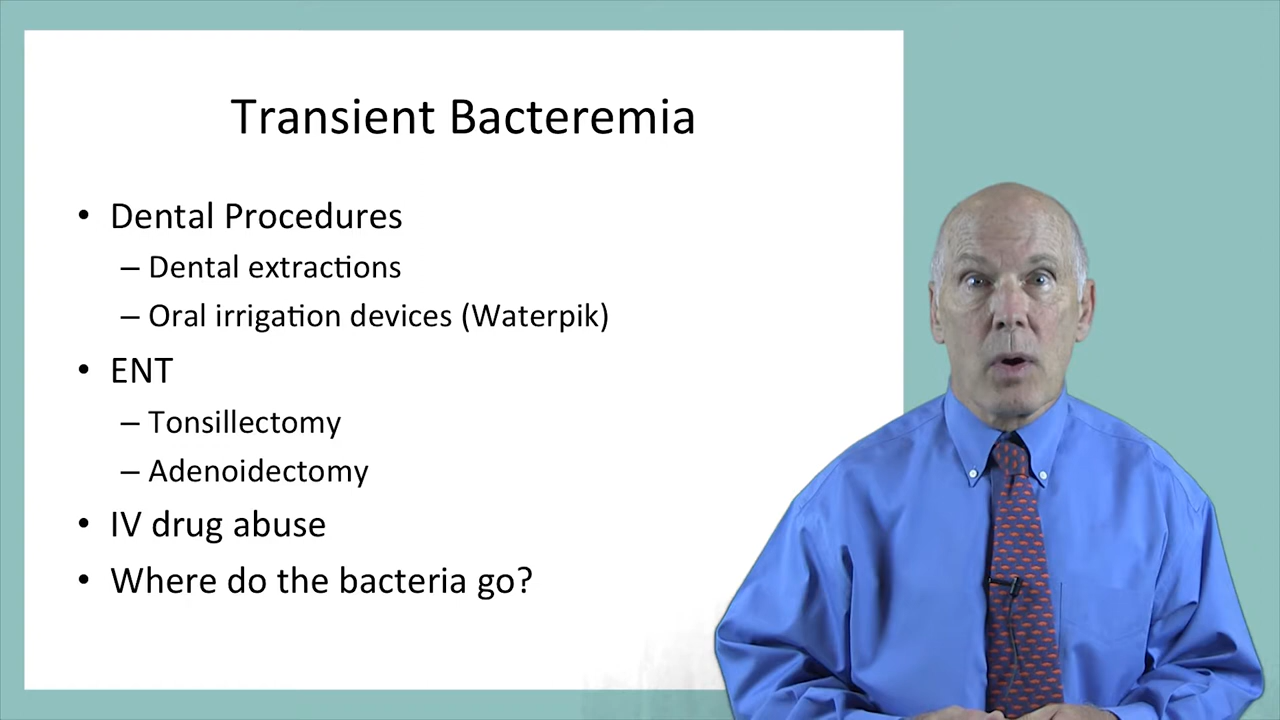 Transient Bacteremia
• Dental Procedures
– Dental extractions
– Oral irrigation devices (Waterpik)
• ENT
– Tonsillectomy
– Adenoidectomy
• IV drug abuse
• Where do the bacteria go?